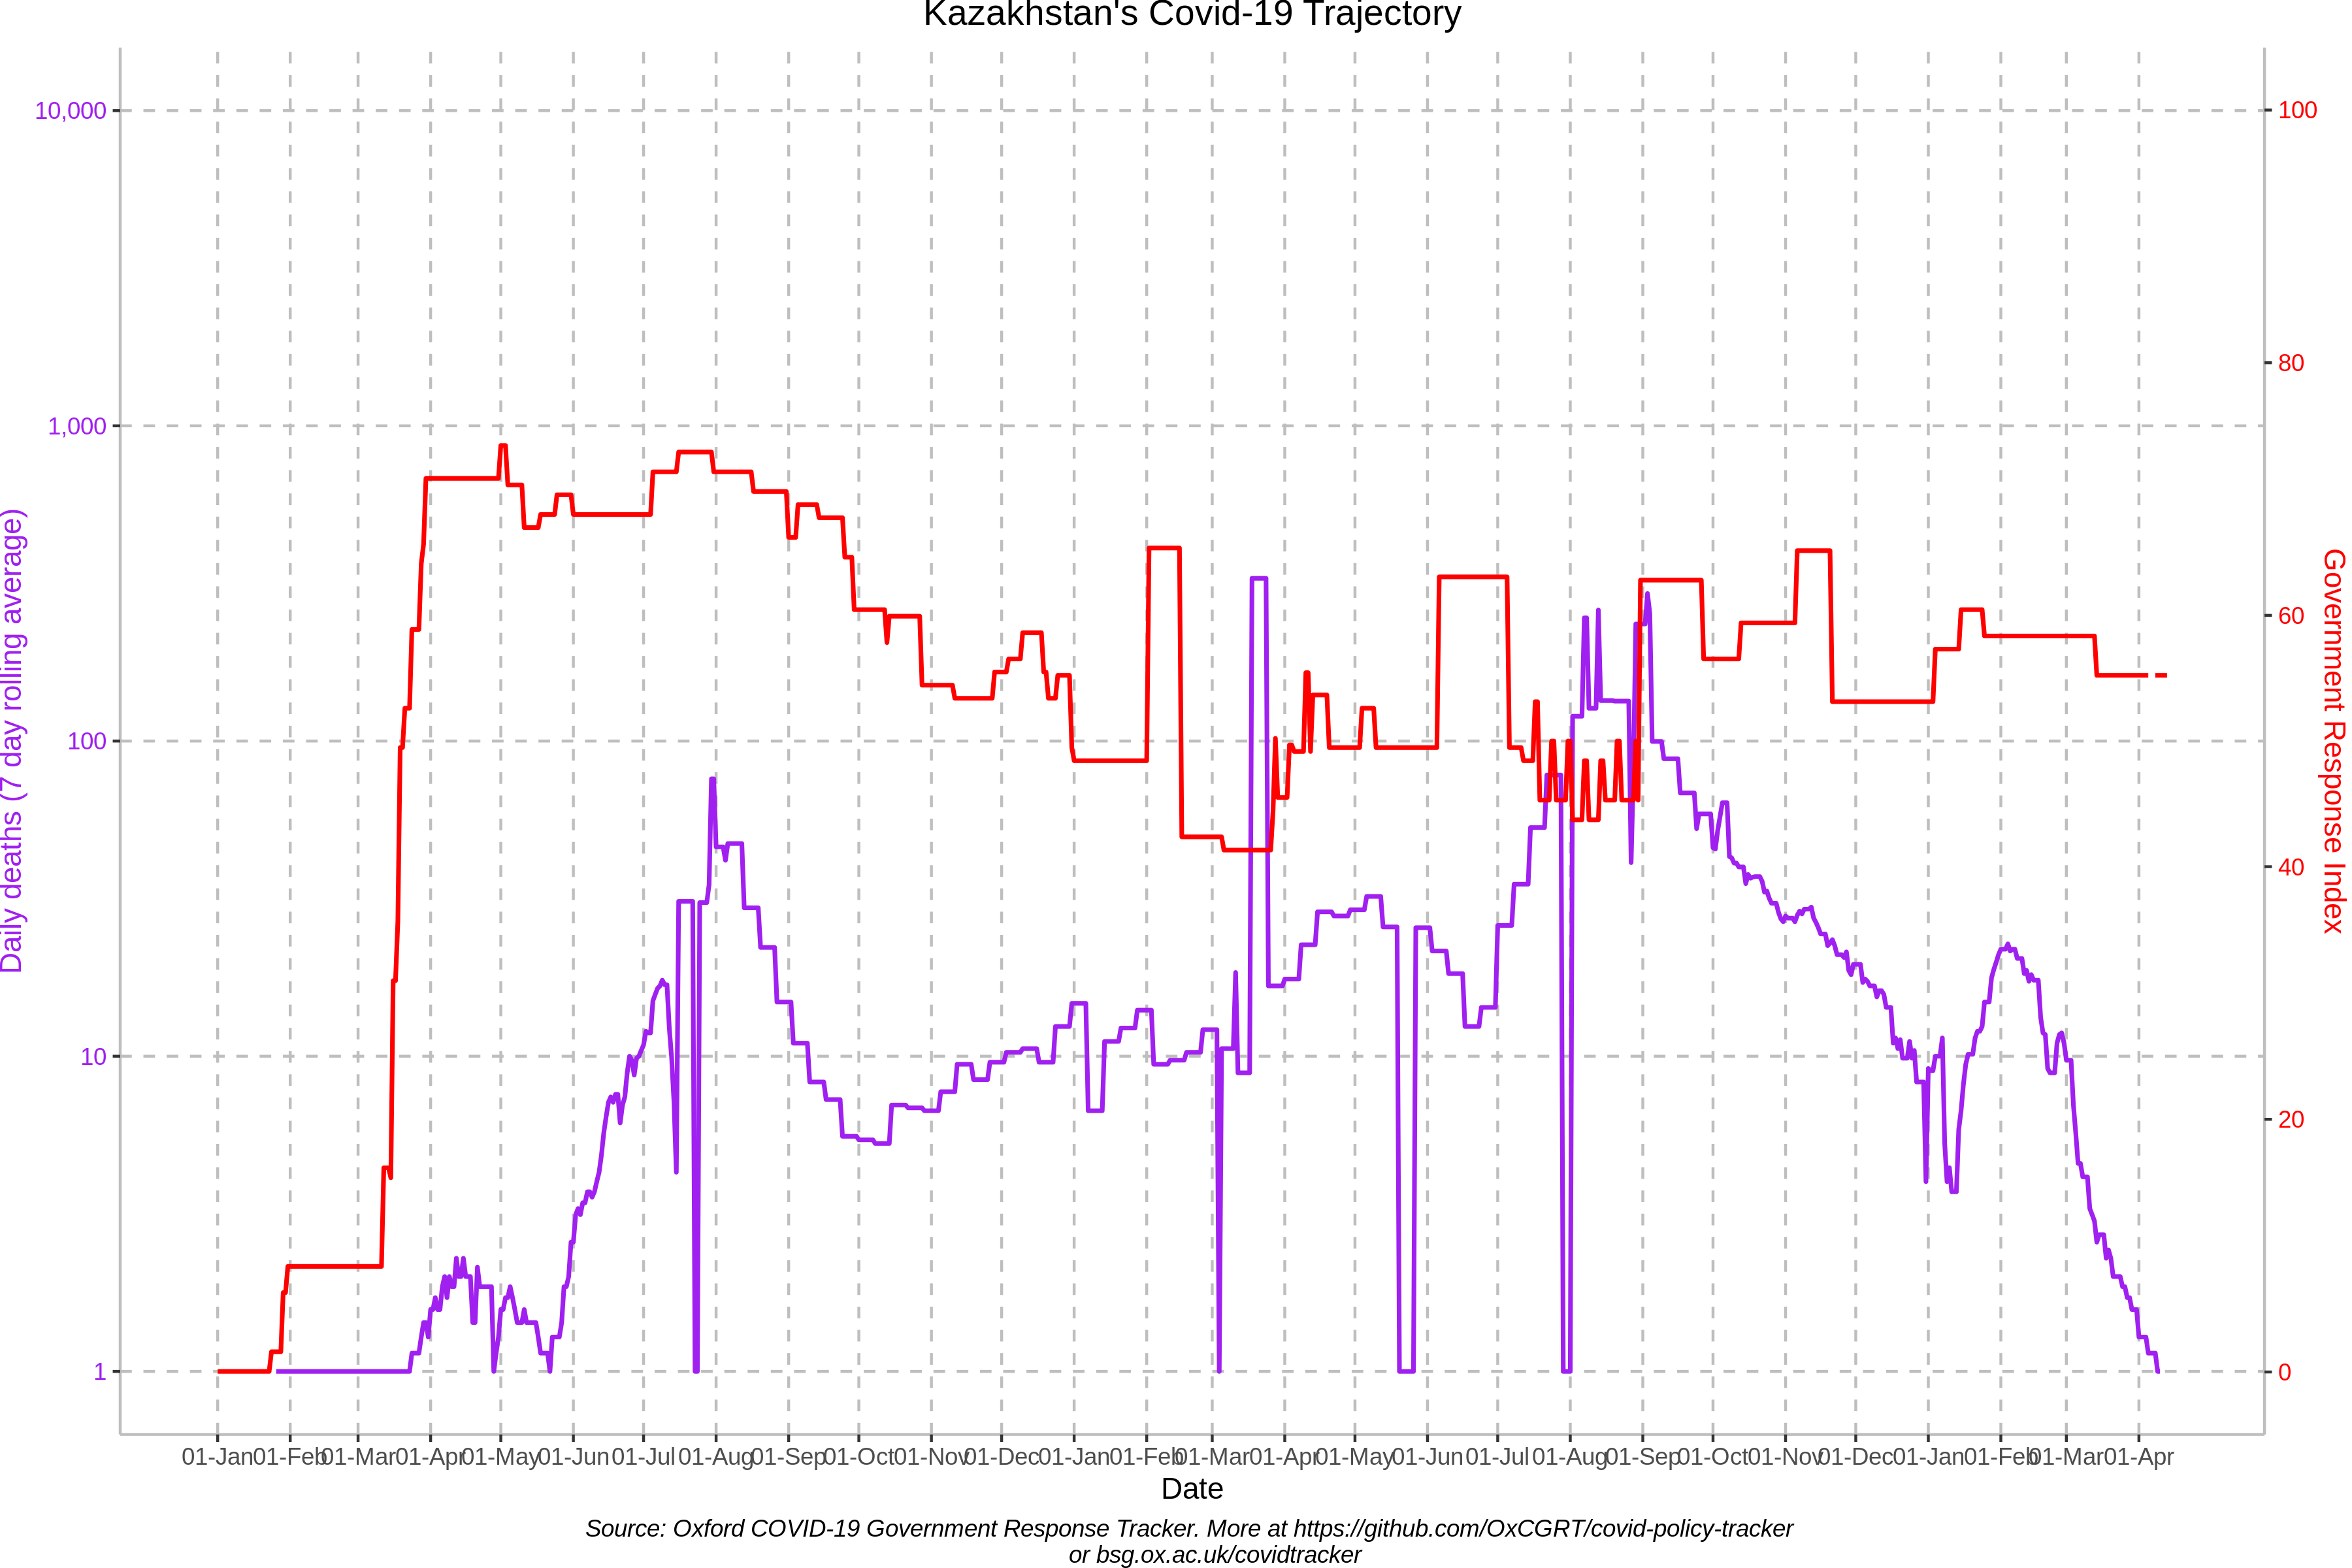 Kazakhstan's Covid-19 Trajectory
10,000
1,000
100
10
1
Daily deaths (7 day rolling average)
100
80
60
40
20
0
Government Response Index
01-Jan 01-Feb 01-Mar 01-Apr 01-May 01-Jun 01-Jul 01-Aug 01-Sep 01-Oct 01-Nov 01-Dec 01-Jan 01-Feb 01-Mar 01-Apr 01-May 01-Jun 01-Jul 01-Aug 01-Sep 01-Oct 01-Nov 01-Dec 01-Jan 01-Feb 01-Mar 01-Apr
Date
Source: Oxford COVID-19 Government Response Tracker. More at https://github.com/OxCGRT/covid-policy-tracker
or bsg.ox.ac.uk/covidtracker